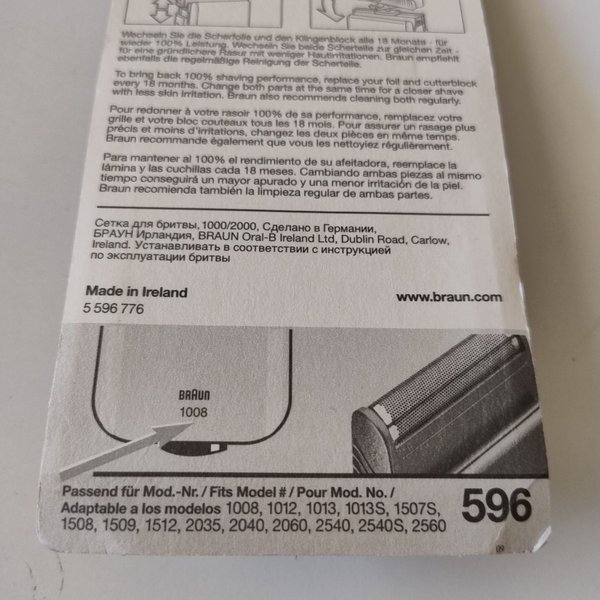 Wechseln Sie die Scherfolie und den Klingenblock alle 18 Monate - für
wieder 100% Leistung. Wechseln Sie beide Scherteile zur gleichen Zeit -
für eine gründlichere Rasur mit weniger Hautirritationen. Braun empfiehlt
ebenfalls die regelmäßige Reinigung der Scherteile.
To bring back 100% shaving performance, replace your foil and cutterblock
every 18 months. Change both parts at the same time for a closer shave
with less skin irritation. Braun also recommends cleaning both regularly.
Pour redonner à votre rasoir 100% de sa performance, remplacez votre
grille et votre bloc couteaux tous les 18 mois. Pour assurer un rasage plus
précis et moins d'irritations, changez les deux pièces en même temps.
Braun recommande également que vous les nettoyiez régulièrement.
Para mantener al 100% el rendimiento de su afeitadora, reemplace la
lámina y las cuchillas cada 18 meses. Cambiando ambas piezas al mismo
tiempo conseguirá un mayor apurado y una menor irritación de la piel.
Braun recomienda también la limpieza regular de ambas partes.
Сетка для бритвы, 1000/2000, Сделано в Германии,
БРАУН Ирландия, BRAUN Oral-B Ireland Ltd, Dublin Road, Carlow,
Ireland. Устанавливать в соответствии с инструкцией
по эксплуатации бритвы
Made in Ireland www.braun.com
5 596 776
BRAUN
1008
Passend für Mod.-Nr. / Fits Model # / Pour Mod. No. /
Adaptable a los modelos 1008, 1012, 1013, 1013S, 1507S,
1508, 1509, 1512, 2035, 2040, 2060, 2540, 2540S, 2560
596
09